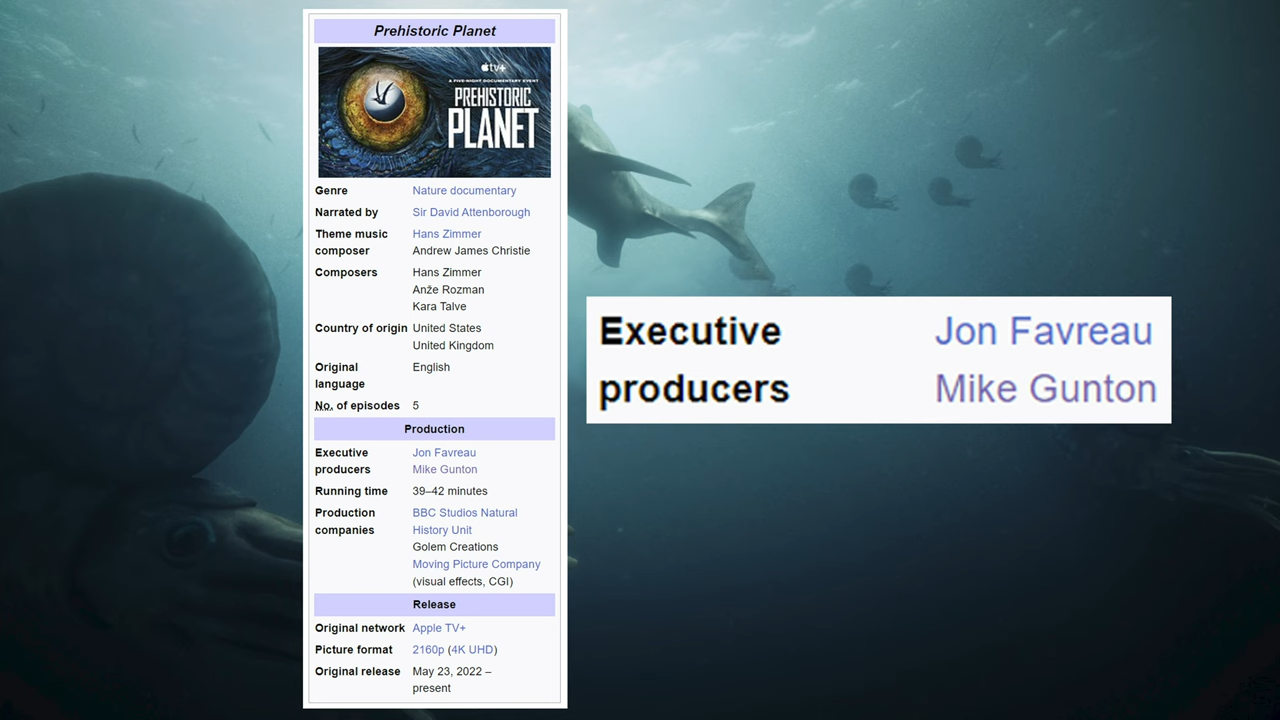 Prehistoric Planet
tv+
A FIVE-NIGHT DOCUMENTARY EVENT
PREHISTORIC
PLANET
Genre Nature documentary
Narrated by Sir David Attenborough
Theme music Hans Zimmer
composer Andrew James Christie
Composers Hans Zimmer
Anže Rozman
Kara Talve
Country of origin United States
United Kingdom
Original English
language
No. of episodes 5
Production
Executive Jon Favreau
producers Mike Gunton
Running time 39–42 minutes
Production BBC Studios Natural
companies History Unit
Golem Creations
Moving Picture Company
(visual effects, CGI)
Release
Original network Apple TV+
Picture format 2160p (4K UHD)
Original release May 23, 2022 –
present
Executive Jon Favreau
producers Mike Gunton